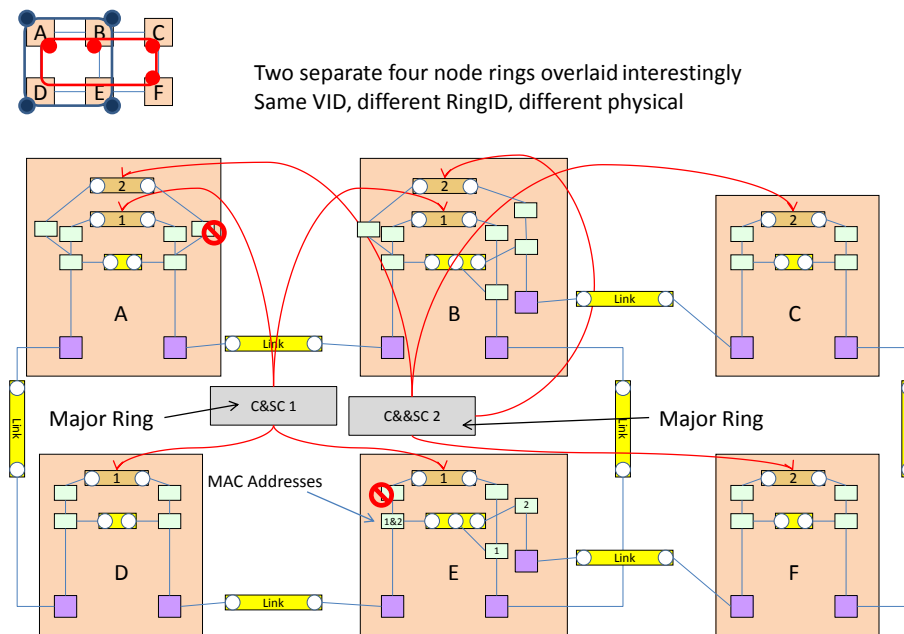 A B C
D E F
Two separate four node rings overlaid interestingly
Same VID, different RingID, different physical
2
1
A
2
1
B
Link
2
C
Link
Link
C&SC 1
C&&SC 2
Major Ring
Major Ring
Link
MAC Addresses
1
D
1
1&2
2
1
E
Link
2
F
Link
Link